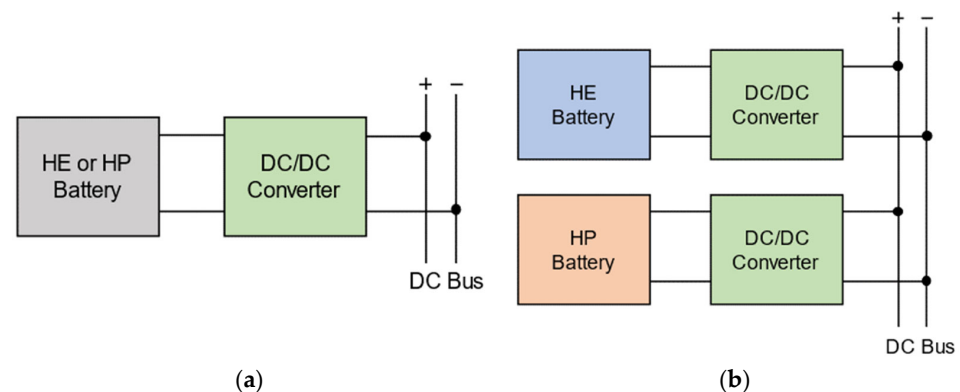 + −
HE or HP
Battery
DC/DC
Converter
DC Bus
+ −
HE
Battery
DC/DC
Converter
HP
Battery
DC/DC
Converter
DC Bus
(a)
(b)